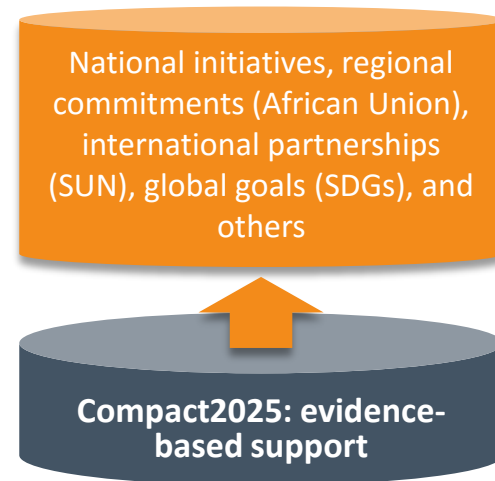 National initiatives, regional
commitments (African Union),
international partnerships
(SUN), global goals (SDGs), and
others
Compact2025: evidence-
based support